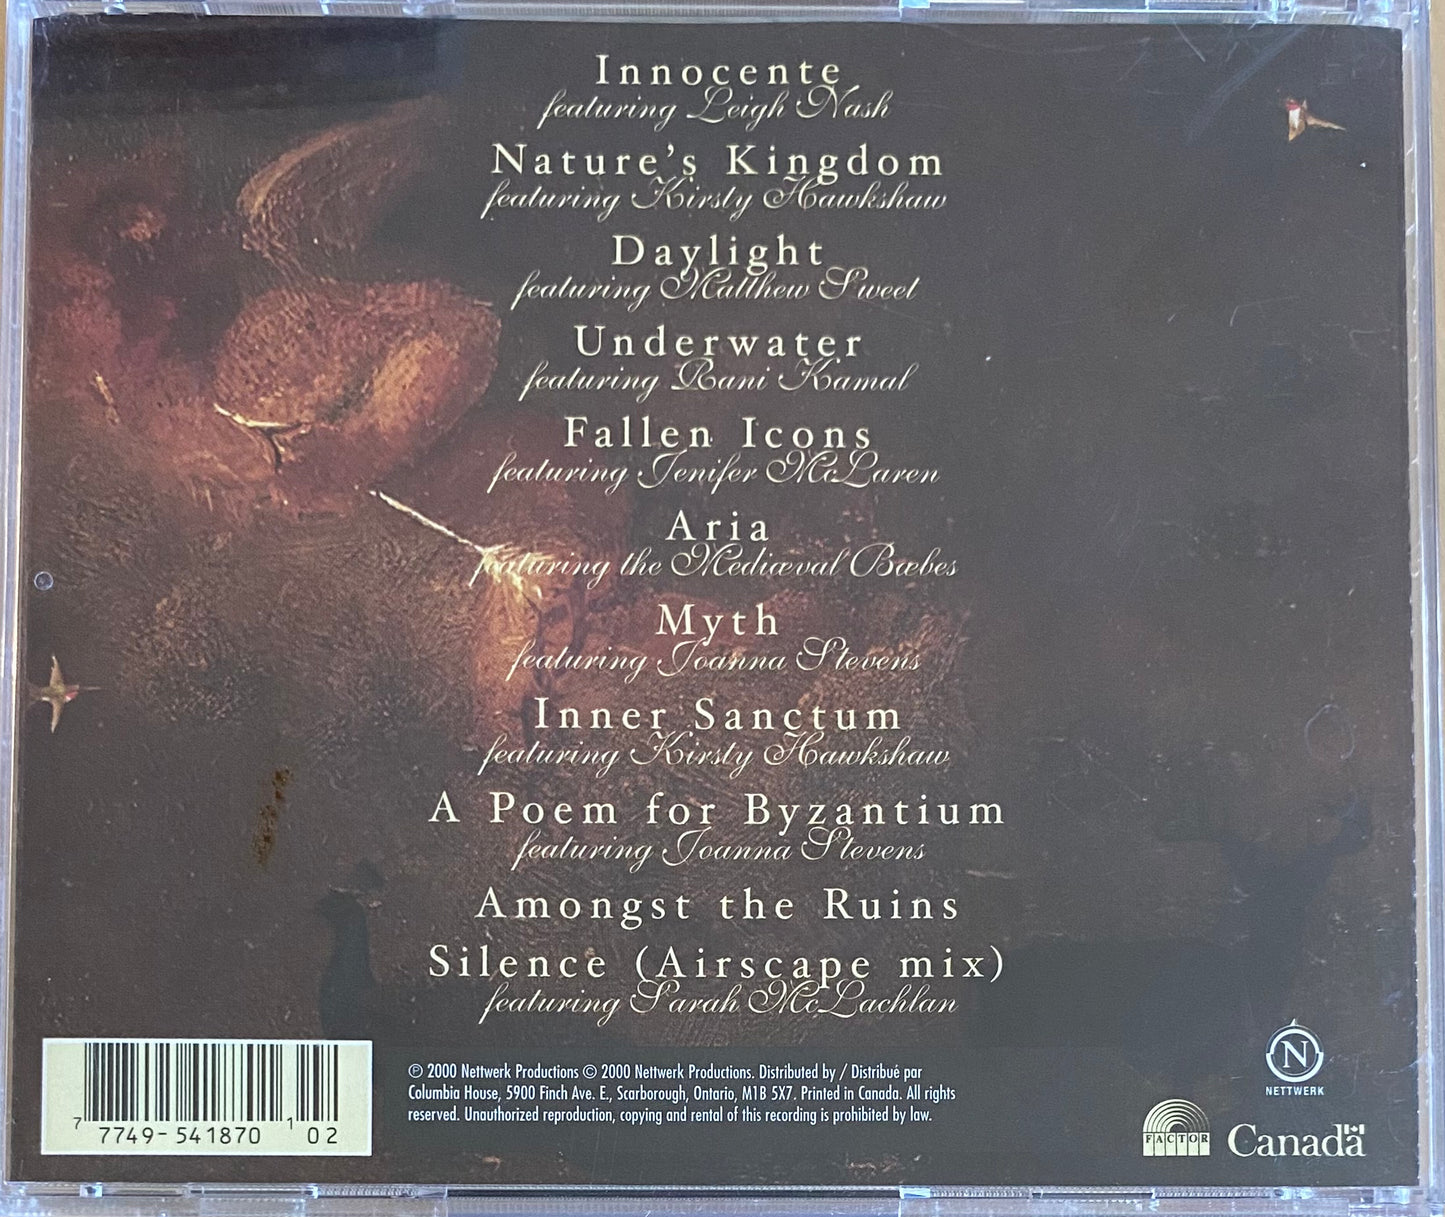 Innocente
featuring Leigh Nash
Nature's Kingdom
featuring Kirsty Hawkshaw
Daylight
featuring Matthew Sweet
Underwater
featuring Rani Kamal
Fallen Icons
featuring Jenifer McLaren
Aria
featuring the Mediæval Bæbes
Myth
featuring Joanna Stevens
Inner Sanctum
featuring Kirsty Hawkshaw
A Poem for Byzantium
featuring Joanna Stevens
Amongst the Ruins
Silence (Airscape mix)
featuring Sarah McLachlan
7 7749-541870 1 02
℗ 2000 Nettwerk Productions © 2000 Nettwerk Productions. Distributed by / Distribué par
Columbia House, 5900 Finch Ave. E., Scarborough, Ontario, M1B 5X7. Printed in Canada. All rights
reserved. Unauthorized reproduction, copying and rental of this recording is prohibited by law.
N
NETTWERK
FACTOR
Canada